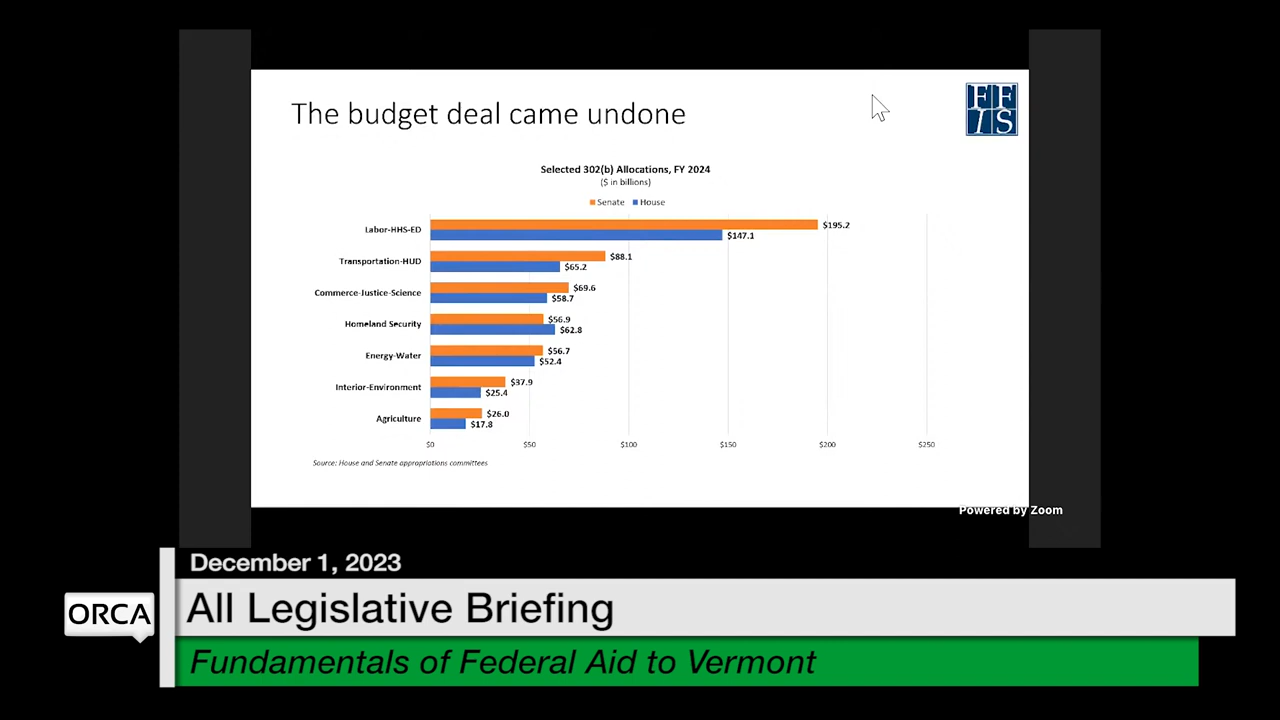 The budget deal came undone
FF
IS
Selected 302(b) Allocations, FY 2024
($ in billions)
Senate House
Labor-HHS-ED
$195.2
$147.1
Transportation-HUD
$88.1
$65.2
Commerce-Justice-Science
$69.6
$58.7
Homeland Security
$56.9
$62.8
Energy-Water
$56.7
$52.4
Interior-Environment
$37.9
$25.4
Agriculture
$26.0
$17.8
$0 $50 $100 $150 $200 $250
Source: House and Senate appropriations committees
Powered by Zoom
December 1, 2023
ORCA
All Legislative Briefing
Fundamentals of Federal Aid to Vermont